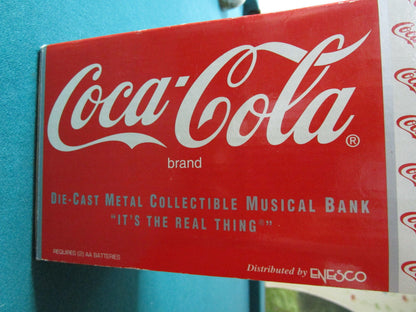 Coca-Cola®
brand
DIE-CAST METAL COLLECTIBLE MUSICAL BANK
"IT'S THE REAL THING®"
REQUIRES (2) AA BATTERIES
Distributed by ENESCO